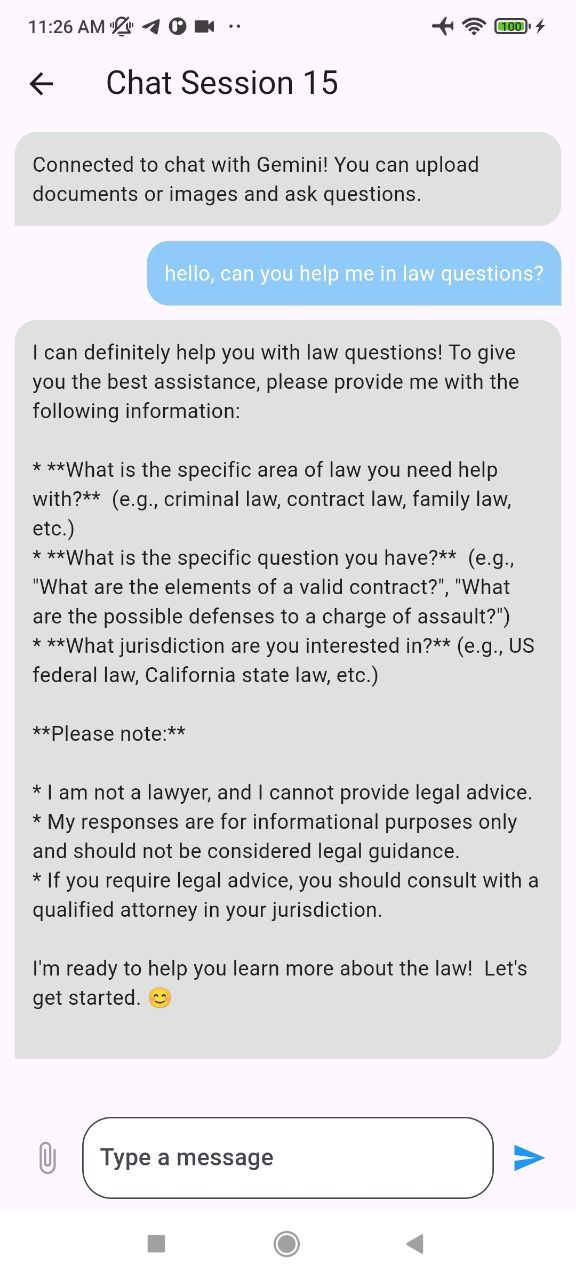 11:26 AM
100
Chat Session 15
Connected to chat with Gemini! You can upload
documents or images and ask questions.
hello, can you help me in law questions?
I can definitely help you with law questions! To give
you the best assistance, please provide me with the
following information:
* **What is the specific area of law you need help
with?**  (e.g., criminal law, contract law, family law,
etc.)
* **What is the specific question you have?**  (e.g.,
"What are the elements of a valid contract?", "What
are the possible defenses to a charge of assault?")
* **What jurisdiction are you interested in?** (e.g., US
federal law, California state law, etc.)
**Please note:**
* I am not a lawyer, and I cannot provide legal advice.
* My responses are for informational purposes only
and should not be considered legal guidance.
* If you require legal advice, you should consult with a
qualified attorney in your jurisdiction.
I'm ready to help you learn more about the law!  Let's
get started. 😊
Type a message